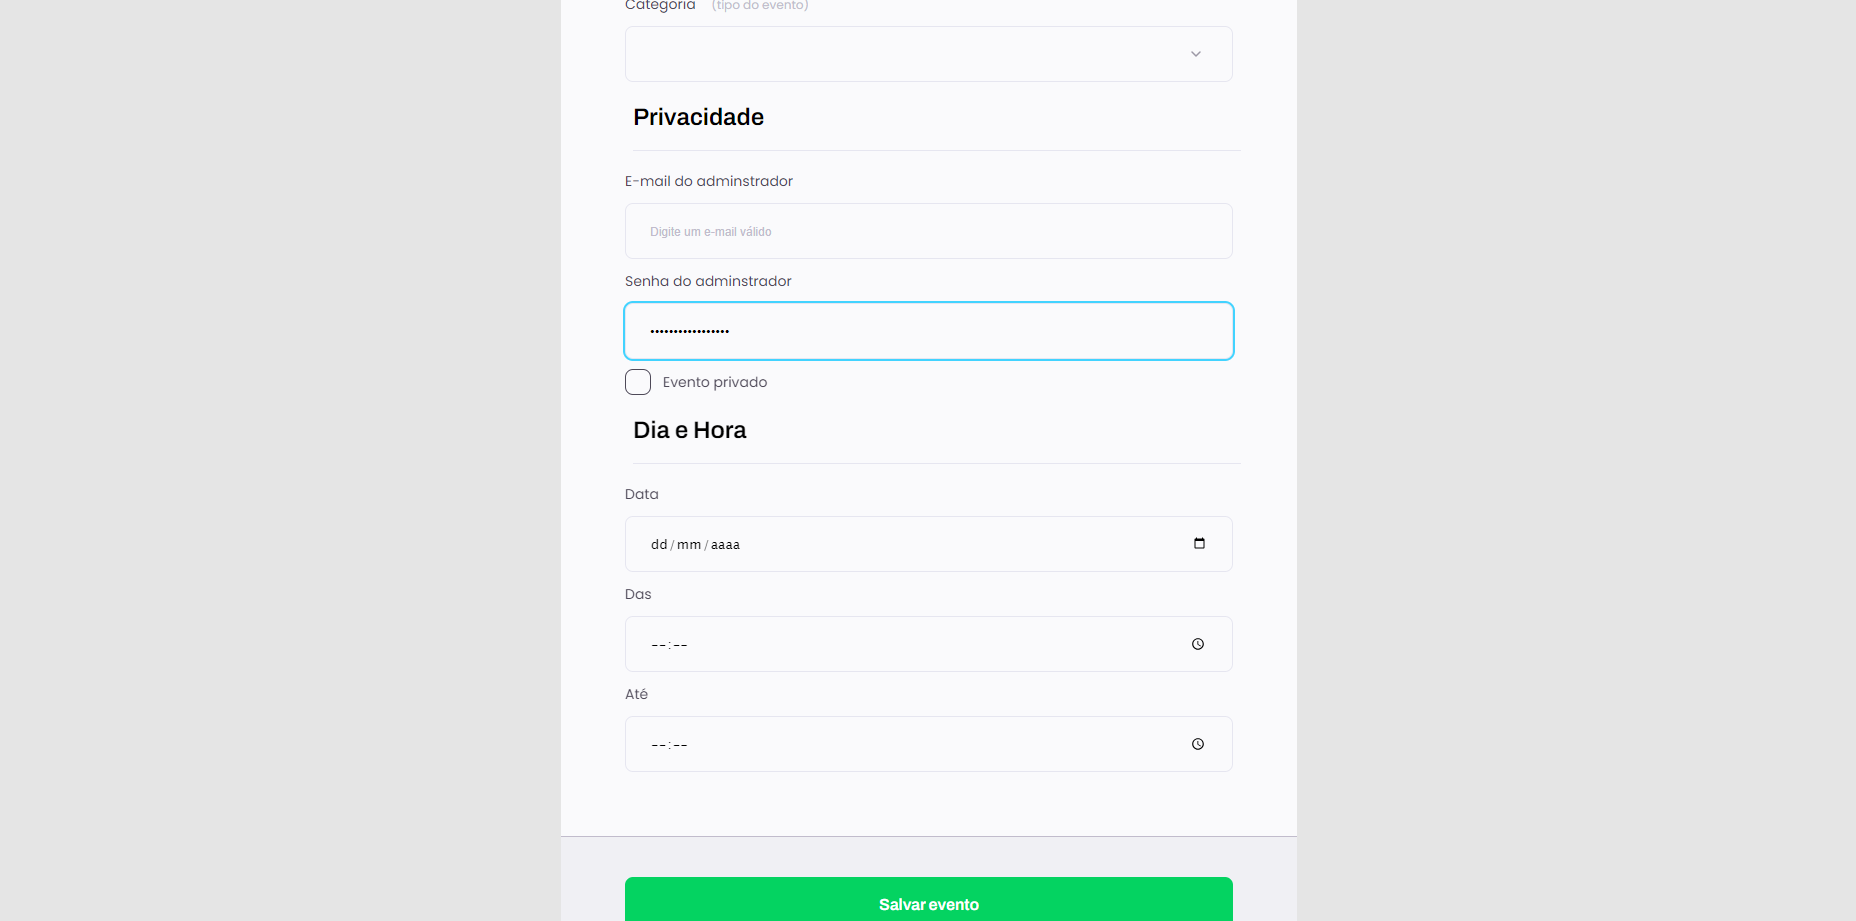 Categoria (tipo do evento)
Privacidade
E-mail do adminstrador
Digite um e-mail válido
Senha do adminstrador
•••••••••••••••••
Evento privado
Dia e Hora
Data
dd/mm/aaaa
Das
--:--
Até
--:--
Salvar evento